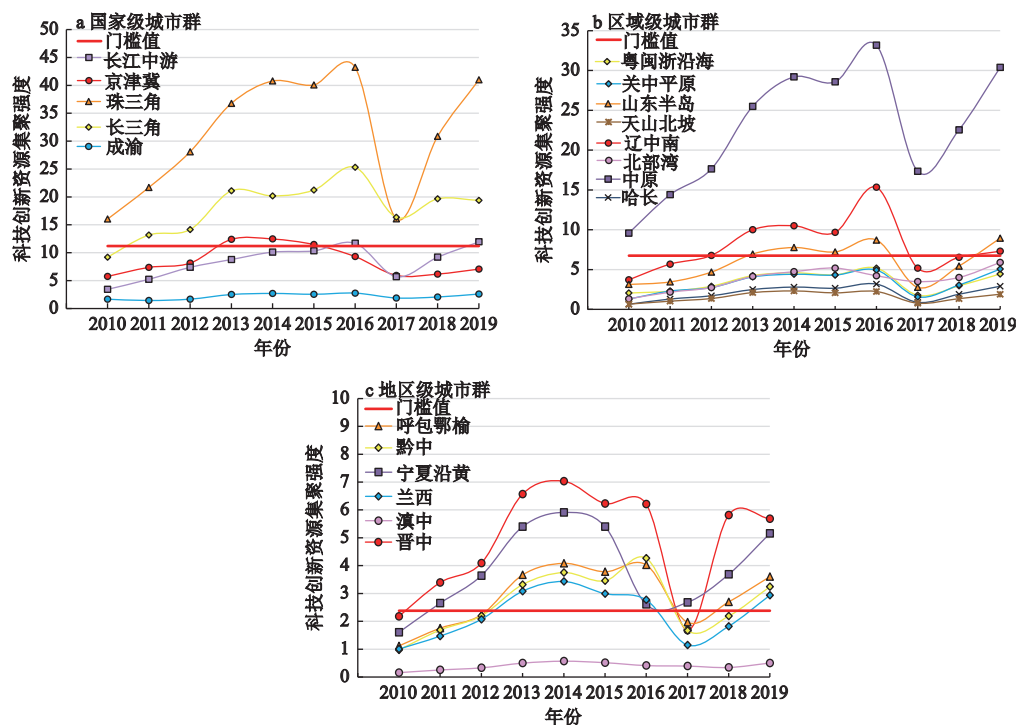 a 国家级城市群
门槛值
长江中游
京津冀
珠三角
长三角
成渝
科技创新资源集聚强度
50
45
40
35
30
25
20
15
10
5
0
2010 2011 2012 2013 2014 2015 2016 2017 2018 2019
年份
b 区域级城市群
门槛值
粤闽浙沿海
关中平原
山东半岛
天山北坡
辽中南
北部湾
中原
哈长
科技创新资源集聚强度
35
30
25
20
15
10
5
0
2010 2011 2012 2013 2014 2015 2016 2017 2018 2019
年份
c 地区级城市群
门槛值
呼包鄂榆
黔中
宁夏沿黄
兰西
滇中
晋中
科技创新资源集聚强度
10
9
8
7
6
5
4
3
2
1
0
2010 2011 2012 2013 2014 2015 2016 2017 2018 2019
年份